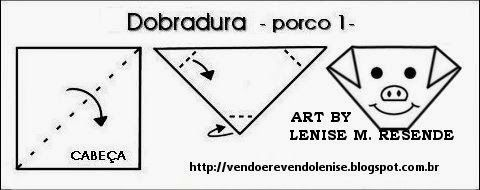 Dobradura - porco 1-
CABEÇA
ART BY
LENISE M. RESENDE
http://vendoerevendolenise.blogspot.com.br